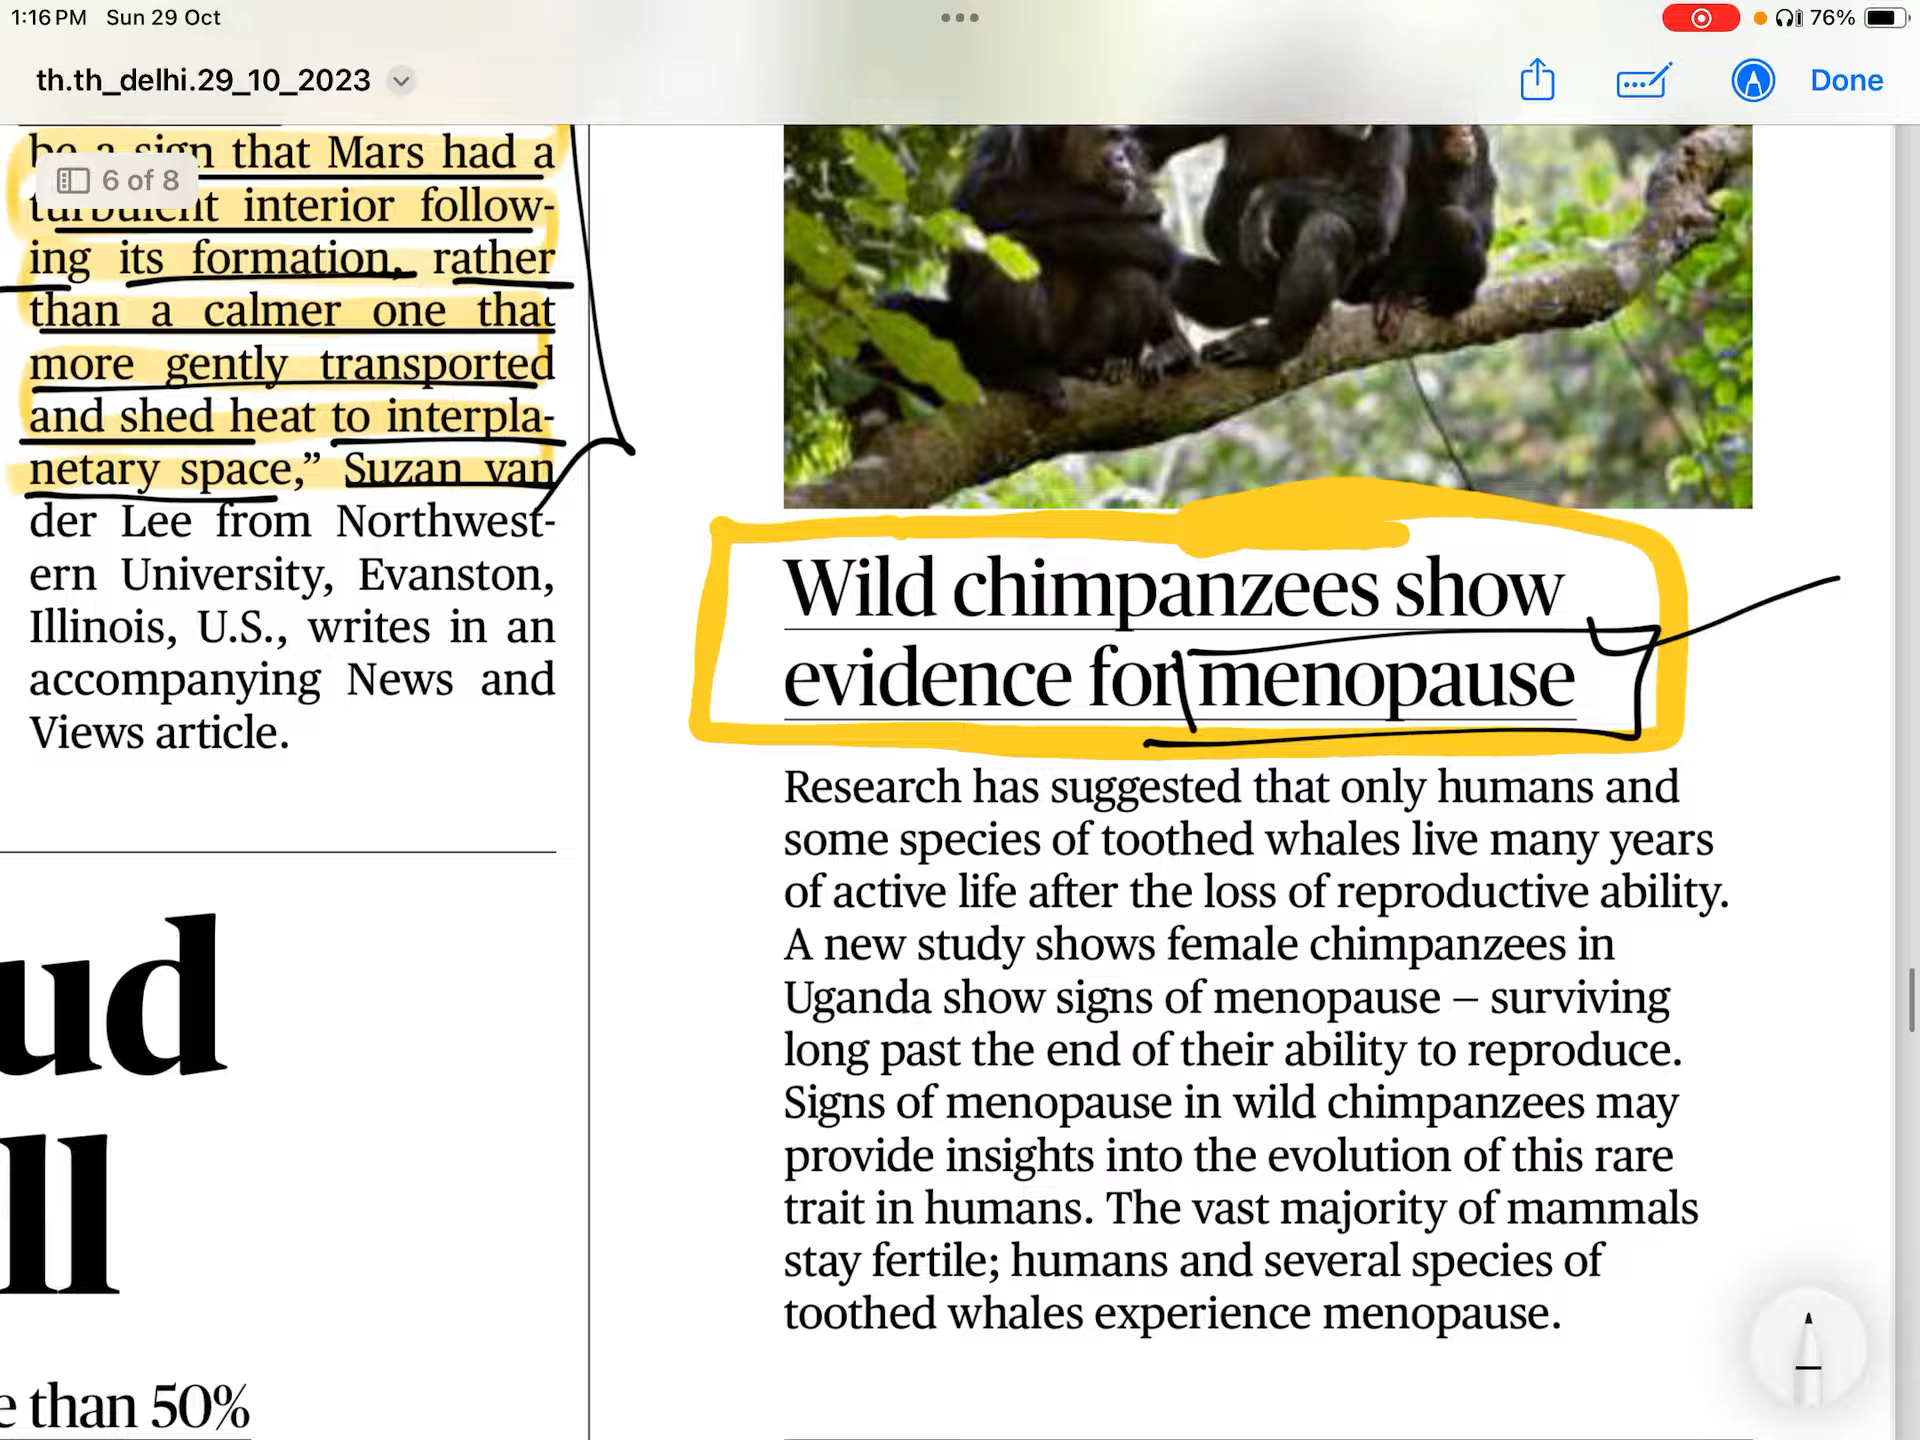 1:16 PM Sun 29 Oct
76%
th.th_delhi.29_10_2023
Done
6 of 8
be a sign that Mars had a
turbulent interior follow-
ing its formation, rather
than a calmer one that
more gently transported
and shed heat to interpla-
netary space,” Suzan van
der Lee from Northwest-
ern University, Evanston,
Illinois, U.S., writes in an
accompanying News and
Views article.
ud
ll
e than 50%
Wild chimpanzees show
evidence for menopause
Research has suggested that only humans and
some species of toothed whales live many years
of active life after the loss of reproductive ability.
A new study shows female chimpanzees in
Uganda show signs of menopause – surviving
long past the end of their ability to reproduce.
Signs of menopause in wild chimpanzees may
provide insights into the evolution of this rare
trait in humans. The vast majority of mammals
stay fertile; humans and several species of
toothed whales experience menopause.